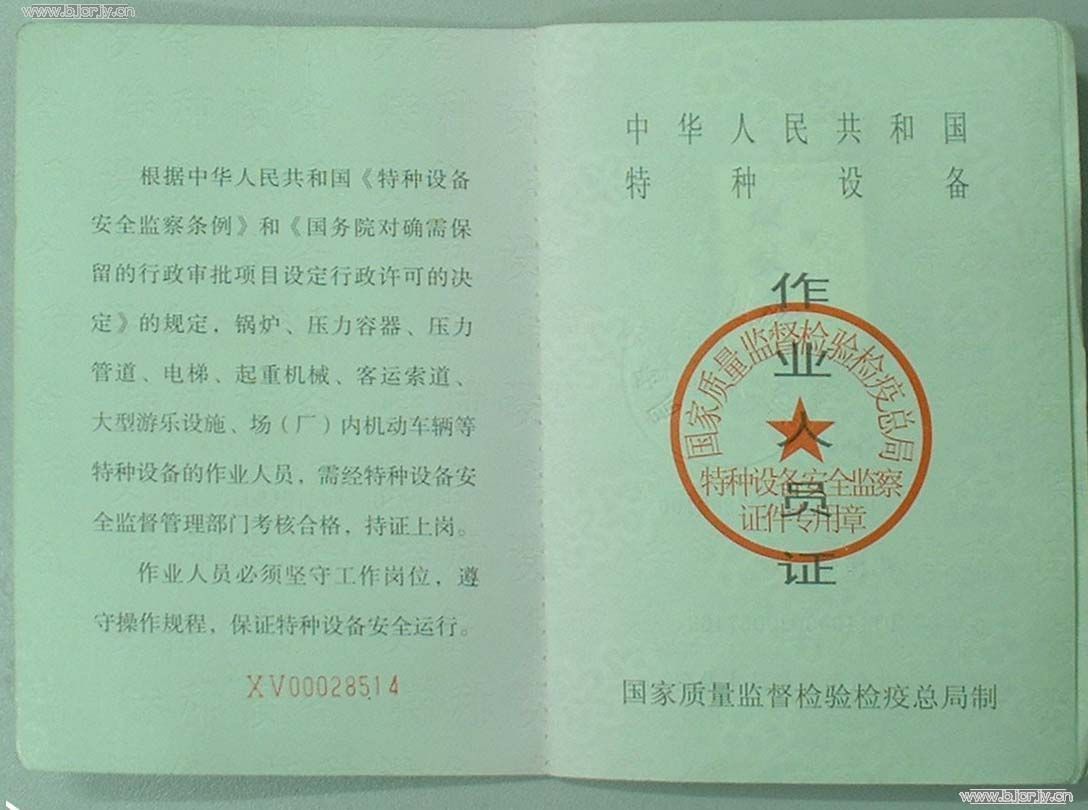 www.bjcrjy.cn
www.bjcrjy.cn
根据中华人民共和国《特种设备
安全监察条例》和《国务院对确需保
留的行政审批项目设定行政许可的决
定》的规定，锅炉、压力容器、压力
管道、电梯、起重机械、客运索道、
大型游乐设施、场（厂）内机动车辆等
特种设备的作业人员，需经特种设备安
全监督管理部门考核合格，持证上岗。
作业人员必须坚守工作岗位，遵
守操作规程，保证特种设备安全运行。
XV00028514
中华人民共和国
特种设备
作业人员证
国家质量监督检验检疫总局
特种设备安全监察
证件专用章
国家质量监督检验检疫总局制
www.bjcrjy.cn